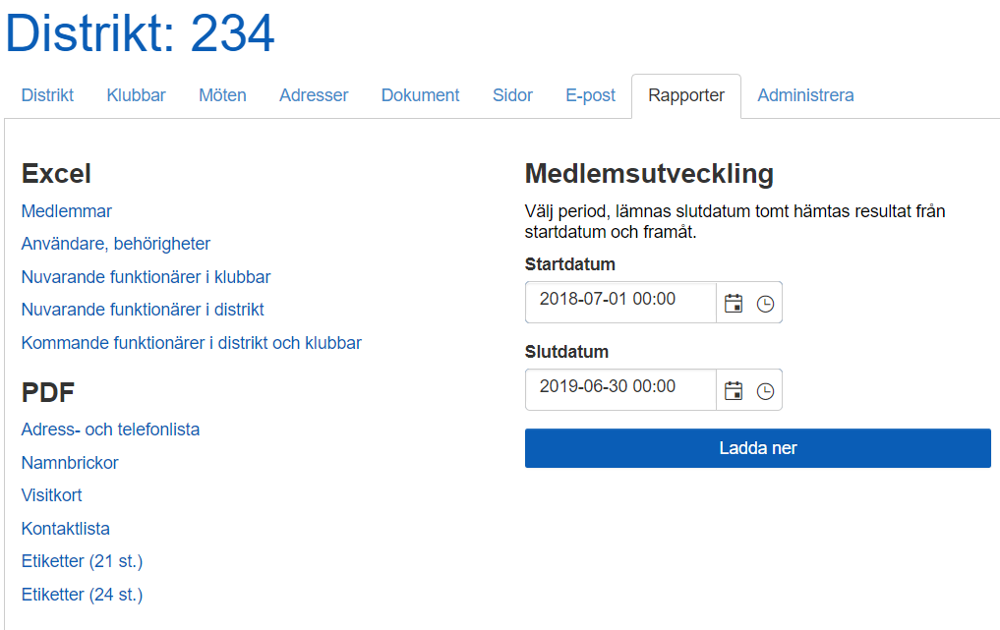 Distrikt: 234
Distrikt Klubbar Möten Adresser Dokument Sidor E-post Rapporter Administrera
Excel
Medlemmar
Användare, behörigheter
Nuvarande funktionärer i klubbar
Nuvarande funktionärer i distrikt
Kommande funktionärer i distrikt och klubbar
PDF
Adress- och telefonlista
Namnbrickor
Visitkort
Kontaktlista
Etiketter (21 st.)
Etiketter (24 st.)
Medlemsutveckling
Välj period, lämnas slutdatum tomt hämtas resultat från
startdatum och framåt.
Startdatum
2018-07-01 00:00
Slutdatum
2019-06-30 00:00
Ladda ner